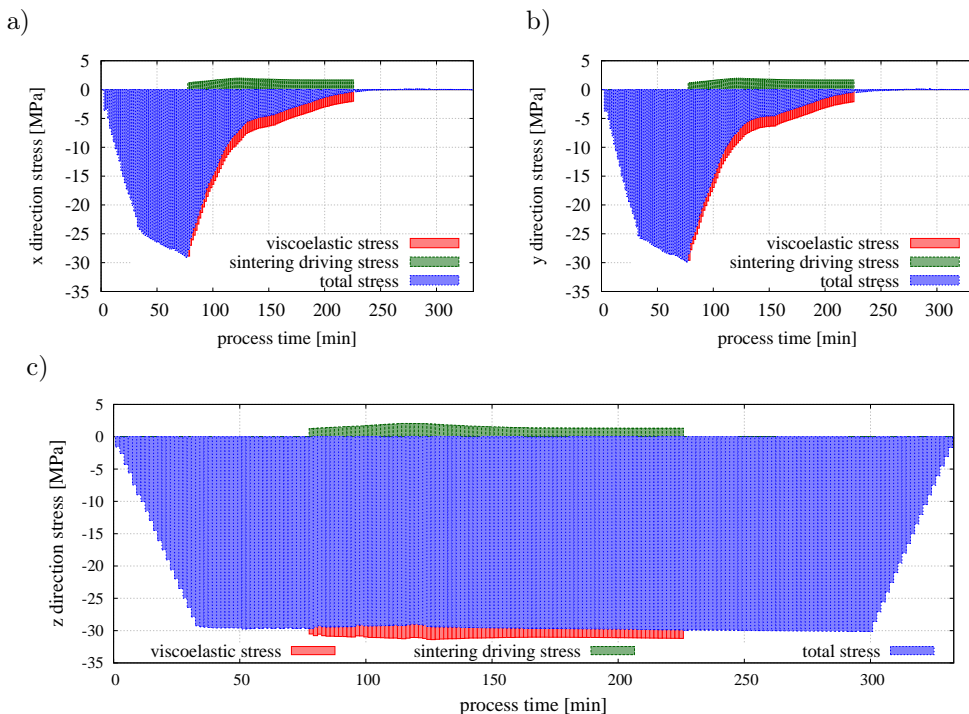 a)
5
0
-5
-10
-15
-20
-25
-30
-35
x direction stress [MPa]
viscoelastic stress
sintering driving stress
total stress
0 50 100 150 200 250 300
process time [min]
b)
5
0
-5
-10
-15
-20
-25
-30
-35
y direction stress [MPa]
viscoelastic stress
sintering driving stress
total stress
0 50 100 150 200 250 300
process time [min]
c)
5
0
-5
-10
-15
-20
-25
-30
-35
z direction stress [MPa]
viscoelastic stress sintering driving stress total stress
0 50 100 150 200 250 300
process time [min]